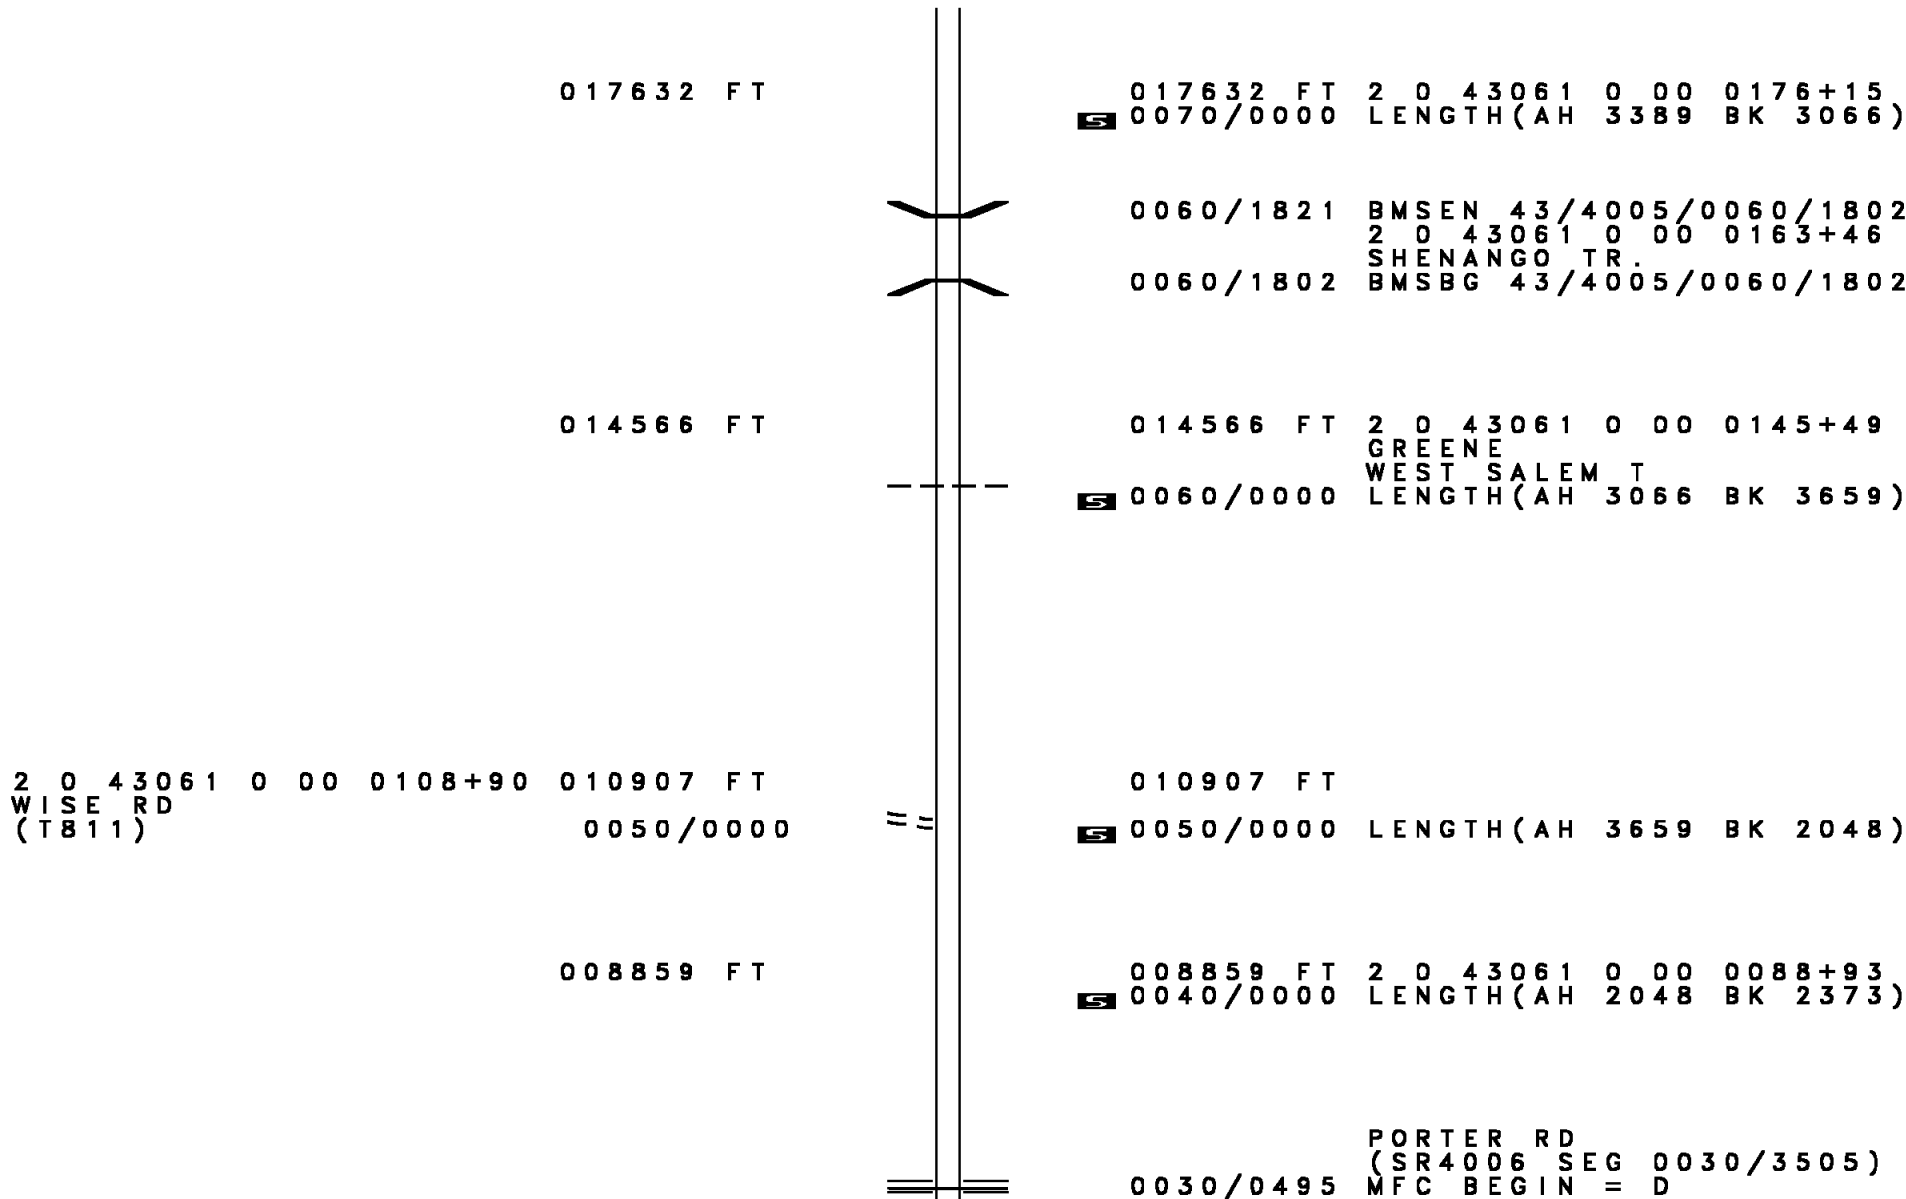 017632 FT 017632 FT 2 0 43061 0 00 0176+15
S 0070/0000 LENGTH(AH 3389 BK 3066)
0060/1821 BMSEN 43/4005/0060/1802
2 0 43061 0 00 0163+46
SHENANGO TR.
0060/1802 BMSBG 43/4005/0060/1802
014566 FT 014566 FT 2 0 43061 0 00 0145+49
GREENE
WEST SALEM T
S 0060/0000 LENGTH(AH 3066 BK 3659)
2 0 43061 0 00 0108+90 010907 FT 010907 FT
WISE RD
(T811) 0050/0000 S 0050/0000 LENGTH(AH 3659 BK 2048)
008859 FT 008859 FT 2 0 43061 0 00 0088+93
S 0040/0000 LENGTH(AH 2048 BK 2373)
PORTER RD
(SR4006 SEG 0030/3505)
0030/0495 MFC BEGIN = D